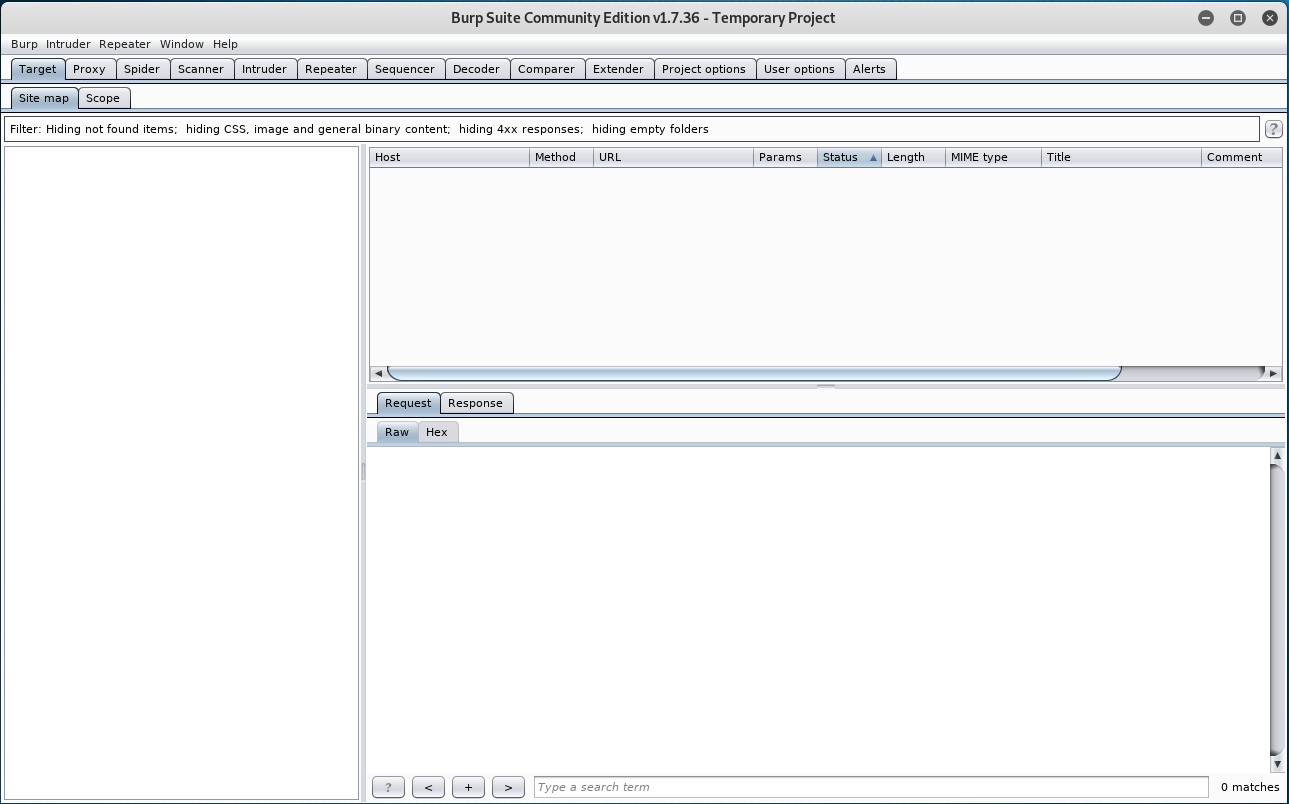 Burp Suite Community Edition v1.7.36 - Temporary Project
Burp Intruder Repeater Window Help
Target Proxy Spider Scanner Intruder Repeater Sequencer Decoder Comparer Extender Project options User options Alerts
Site map Scope
Filter: Hiding not found items; hiding CSS, image and general binary content; hiding 4xx responses; hiding empty folders ?
Host Method URL Params Status ▲ Length MIME type Title Comment
Request Response
Raw Hex
? < + > Type a search term 0 matches